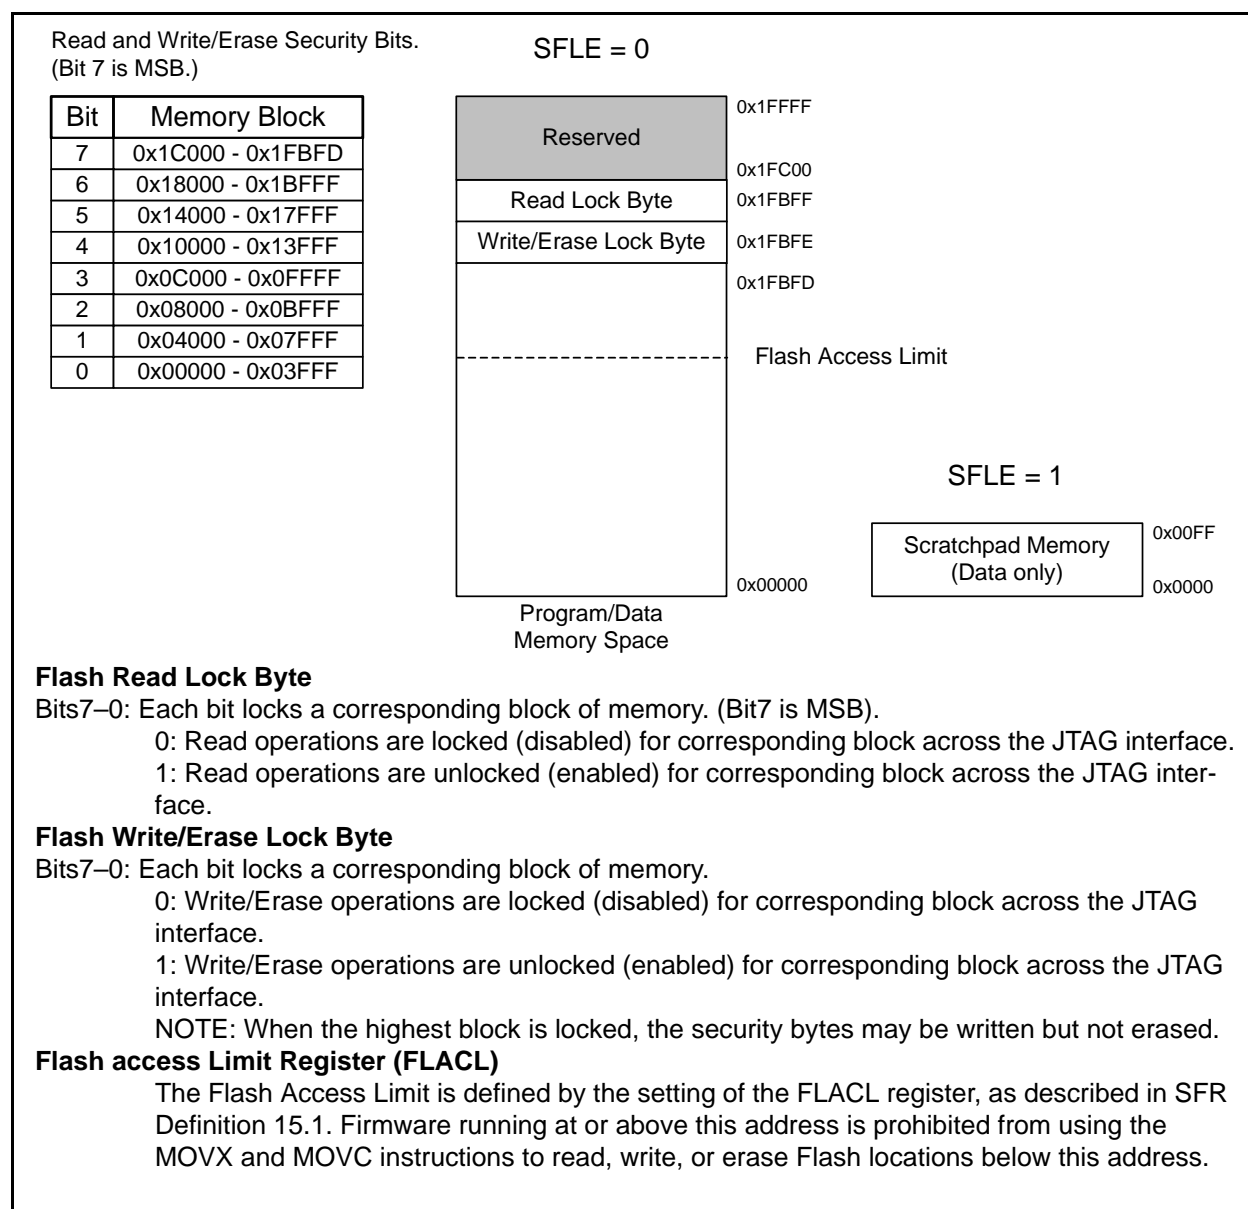 Read and Write/Erase Security Bits.
(Bit 7 is MSB.)
SFLE = 0
Bit Memory Block
7 0x1C000 - 0x1FBFD
6 0x18000 - 0x1BFFF
5 0x14000 - 0x17FFF
4 0x10000 - 0x13FFF
3 0x0C000 - 0x0FFFF
2 0x08000 - 0x0BFFF
1 0x04000 - 0x07FFF
0 0x00000 - 0x03FFF
0x1FFFF
Reserved
0x1FC00
Read Lock Byte 0x1FBFF
Write/Erase Lock Byte 0x1FBFE
0x1FBFD
Flash Access Limit
0x00000
Program/Data
Memory Space
SFLE = 1
Scratchpad Memory
(Data only)
0x00FF
0x0000
Flash Read Lock Byte
Bits7–0: Each bit locks a corresponding block of memory. (Bit7 is MSB).
0: Read operations are locked (disabled) for corresponding block across the JTAG interface.
1: Read operations are unlocked (enabled) for corresponding block across the JTAG inter-
face.
Flash Write/Erase Lock Byte
Bits7–0: Each bit locks a corresponding block of memory.
0: Write/Erase operations are locked (disabled) for corresponding block across the JTAG
interface.
1: Write/Erase operations are unlocked (enabled) for corresponding block across the JTAG
interface.
NOTE: When the highest block is locked, the security bytes may be written but not erased.
Flash access Limit Register (FLACL)
The Flash Access Limit is defined by the setting of the FLACL register, as described in SFR
Definition 15.1. Firmware running at or above this address is prohibited from using the
MOVX and MOVC instructions to read, write, or erase Flash locations below this address.